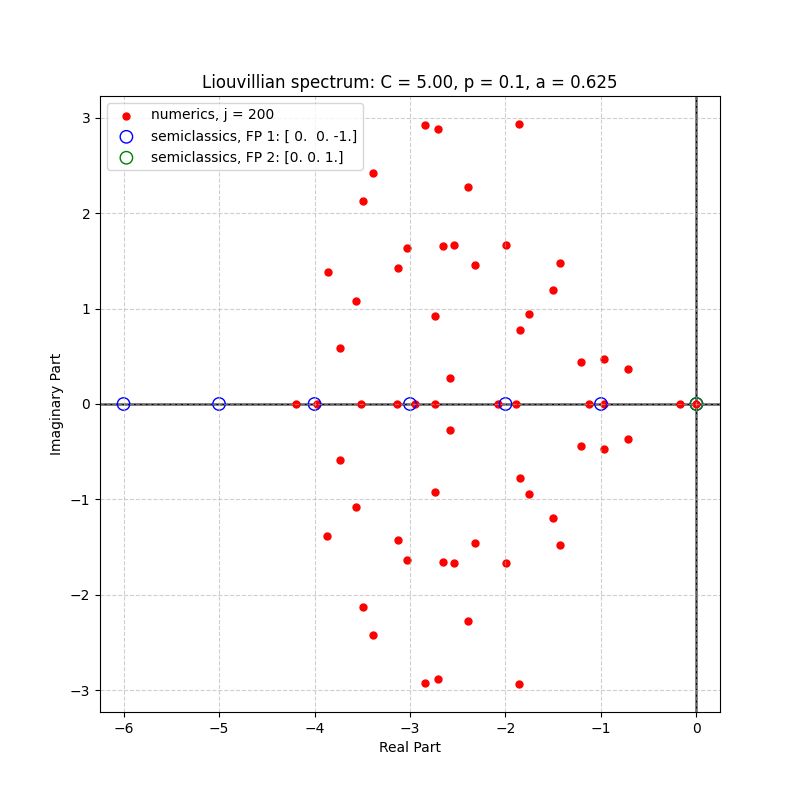 Liouvillian spectrum: C = 5.00, p = 0.1, a = 0.625
numerics, j = 200
semiclassics, FP 1: [ 0.  0. -1.]
semiclassics, FP 2: [0. 0. 1.]
3
2
1
0
−1
−2
−3
Imaginary Part
−6 −5 −4 −3 −2 −1 0
Real Part